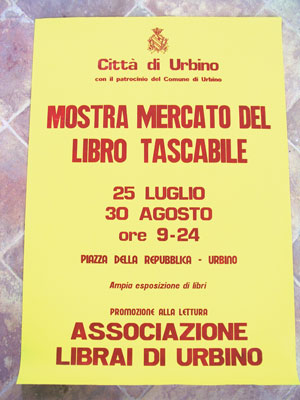 Città di Urbino
con il patrocinio del Comune di Urbino
MOSTRA MERCATO DEL
LIBRO TASCABILE
25 LUGLIO
30 AGOSTO
ore 9-24
PIAZZA DELLA REPUBBLICA - URBINO
Ampia esposizione di libri
PROMOZIONE ALLA LETTURA
ASSOCIAZIONE
LIBRAI DI URBINO